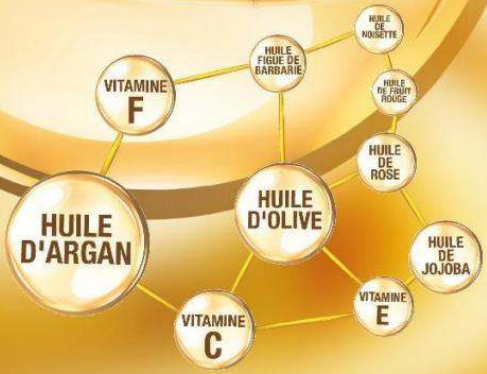 HUILE
DE
NOISETTE
HUILE
FIGUE DE
BARBARIE
VITAMINE
F
HUILE
DE FRUIT
ROUGE
HUILE
DE
ROSE
HUILE
D'ARGAN
HUILE
D'OLIVE
HUILE
DE
JOJOBA
VITAMINE
E
VITAMINE
C